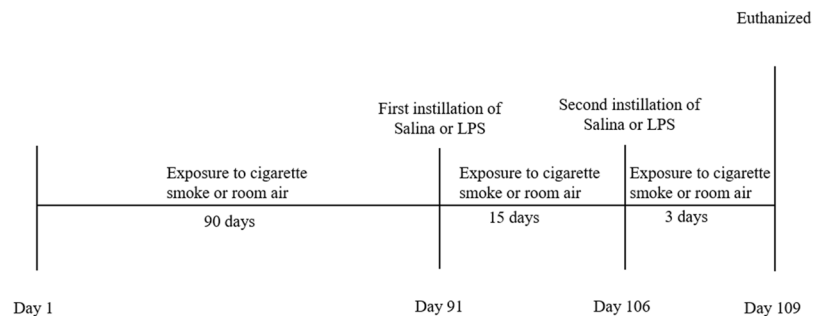 Euthanized
First instillation of
Salina or LPS
Second instillation of
Salina or LPS
Exposure to cigarette
smoke or room air
Exposure to cigarette
smoke or room air
Exposure to cigarette
smoke or room air
90 days
15 days
3 days
Day 1
Day 91
Day 106
Day 109